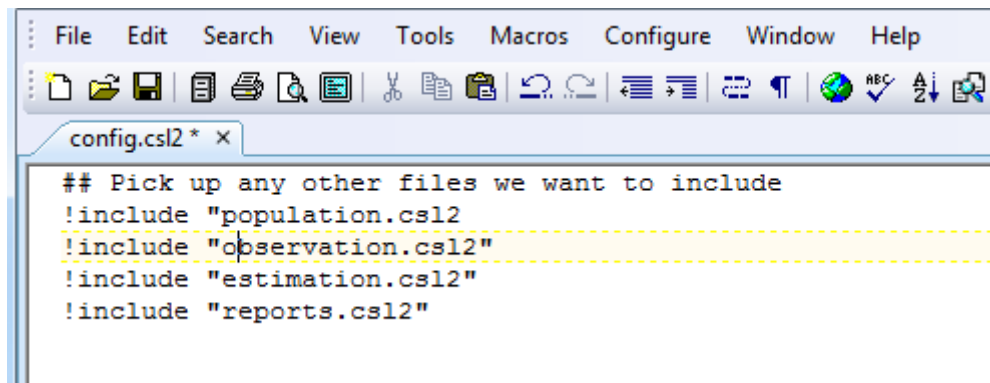 File Edit Search View Tools Macros Configure Window Help
ABC A Z
config.csl2 * ×
## Pick up any other files we want to include
!include "population.csl2
!include "observation.csl2"
!include "estimation.csl2"
!include "reports.csl2"